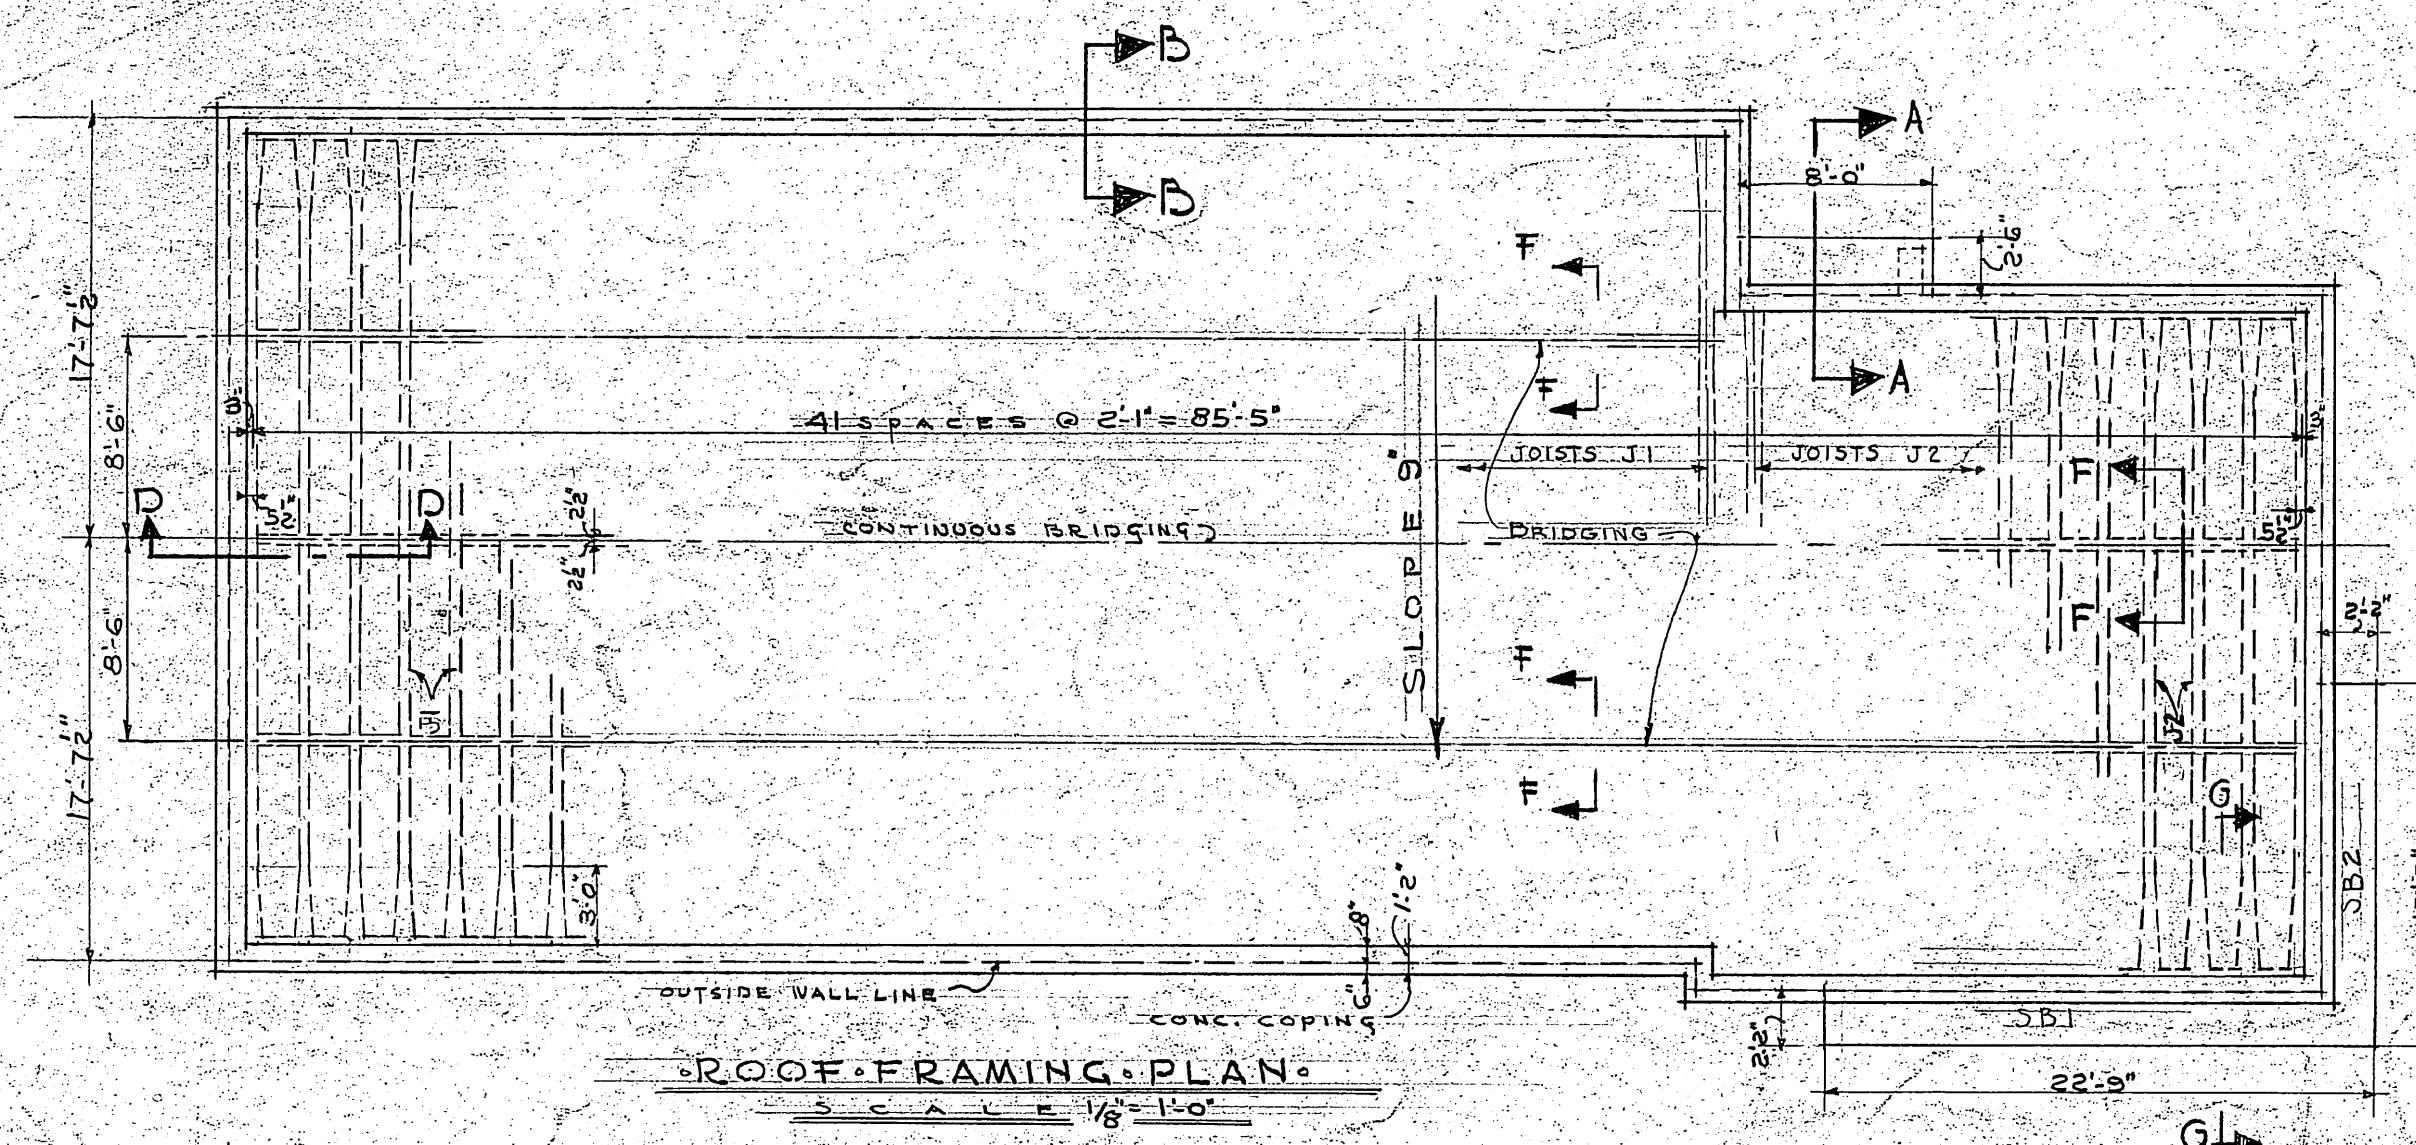 B
A
8'-0"
B
2'-6"
F
17'-7½"
F
A
3"
41 SPACES @ 2'-1" = 85'-5"
3"
8'-6"
JOISTS J1
JOISTS J2
F
D
D
5½"
2½"
CONTINUOUS BRIDGING
SLOPE 9"
BRIDGING
5½"
2½"
8'-6"
F
2'-2"
F
J1
J2
17'-7½"
G
F
3'-0"
8"
1'-2"
SB2
OUTSIDE WALL LINE
6"
CONC. COPING
SB1
2'-2"
ROOF FRAMING PLAN
SCALE 1/8" = 1'-0"
22'-9"
G